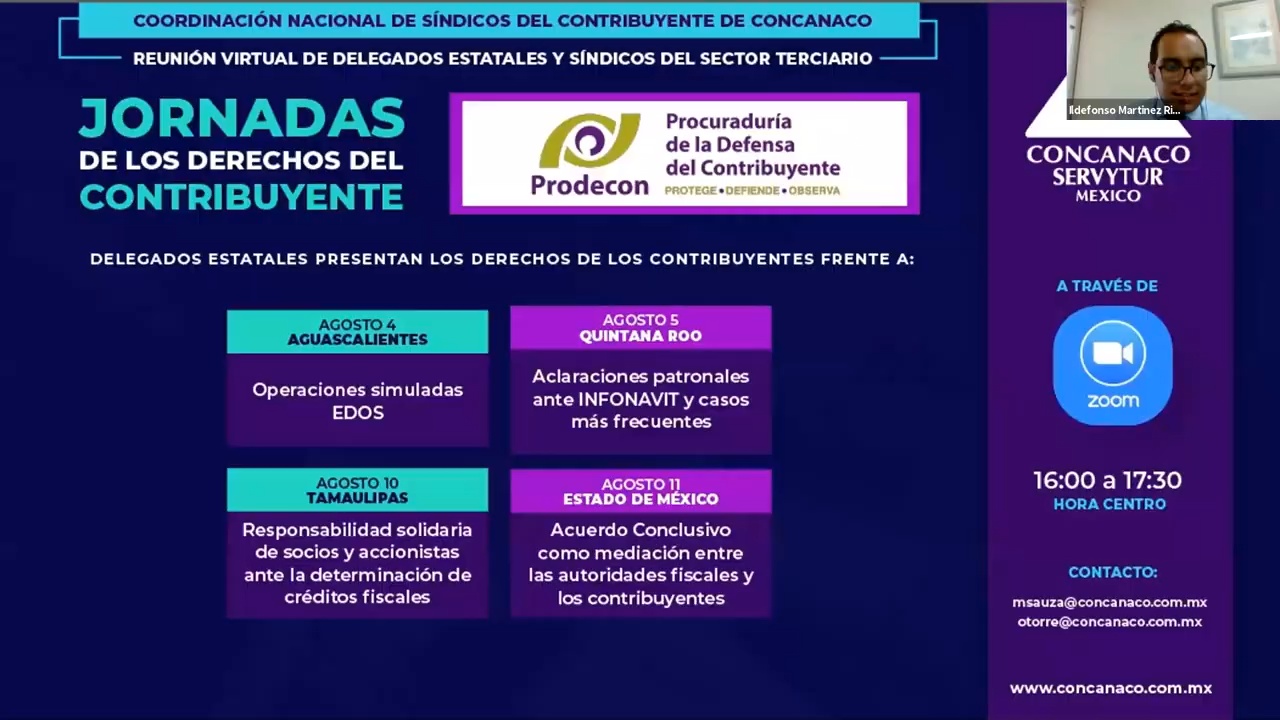 COORDINACIÓN NACIONAL DE SÍNDICOS DEL CONTRIBUYENTE DE CONCANACO
REUNIÓN VIRTUAL DE DELEGADOS ESTATALES Y SÍNDICOS DEL SECTOR TERCIARIO
JORNADAS
DE LOS DERECHOS DEL
CONTRIBUYENTE
Prodecon
Procuraduría
de la Defensa
del Contribuyente
PROTEGE • DEFIENDE • OBSERVA
DELEGADOS ESTATALES PRESENTAN LOS DERECHOS DE LOS CONTRIBUYENTES FRENTE A:
AGOSTO 4
AGUASCALIENTES
Operaciones simuladas
EDOS
AGOSTO 5
QUINTANA ROO
Aclaraciones patronales
ante INFONAVIT y casos
más frecuentes
AGOSTO 10
TAMAULIPAS
Responsabilidad solidaria
de socios y accionistas
ante la determinación de
créditos fiscales
AGOSTO 11
ESTADO DE MÉXICO
Acuerdo Conclusivo
como mediación entre
las autoridades fiscales y
los contribuyentes
Ildefonso Martinez Ri...
CONCANACO
SERVYTUR
MEXICO
A TRAVÉS DE
zoom
16:00 a 17:30
HORA CENTRO
CONTACTO:
msauza@concanaco.com.mx
otorre@concanaco.com.mx
www.concanaco.com.mx